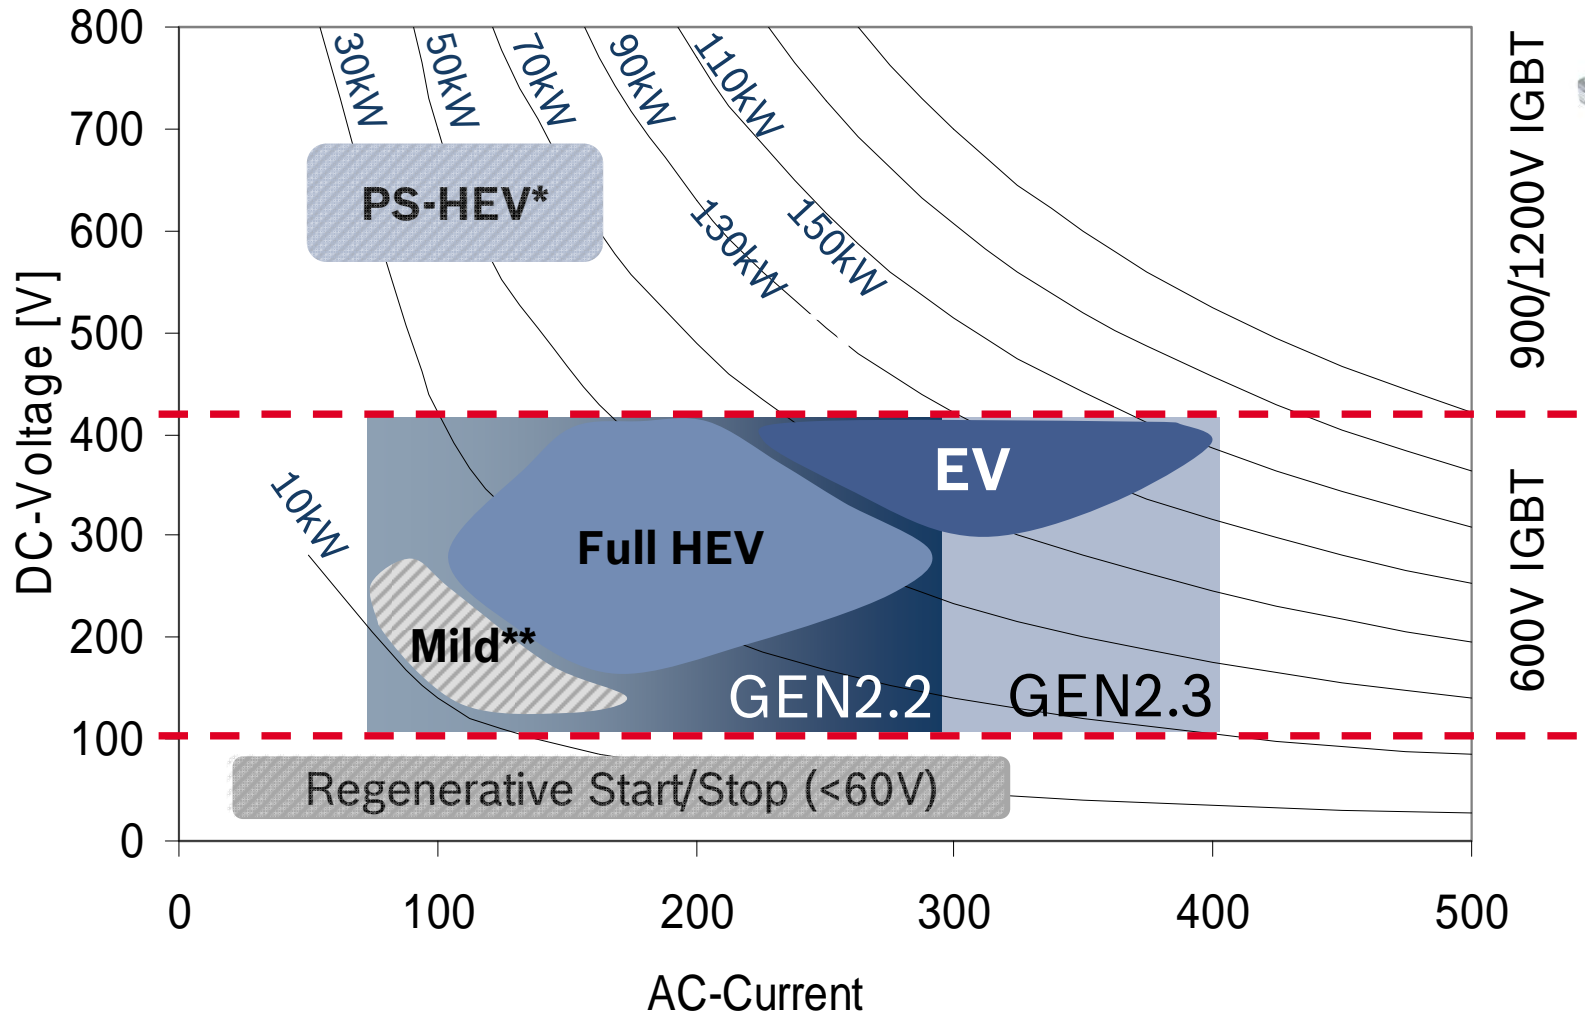 800
700
600
500
400
300
200
100
0
DC-Voltage [V]
30kW
50kW
70kW
90kW
110kW
130kW
150kW
10kW
PS-HEV*
EV
Full HEV
Mild**
GEN2.2
GEN2.3
Regenerative Start/Stop (<60V)
900/1200V IGBT
600V IGBT
0
100
200
300
400
500
AC-Current